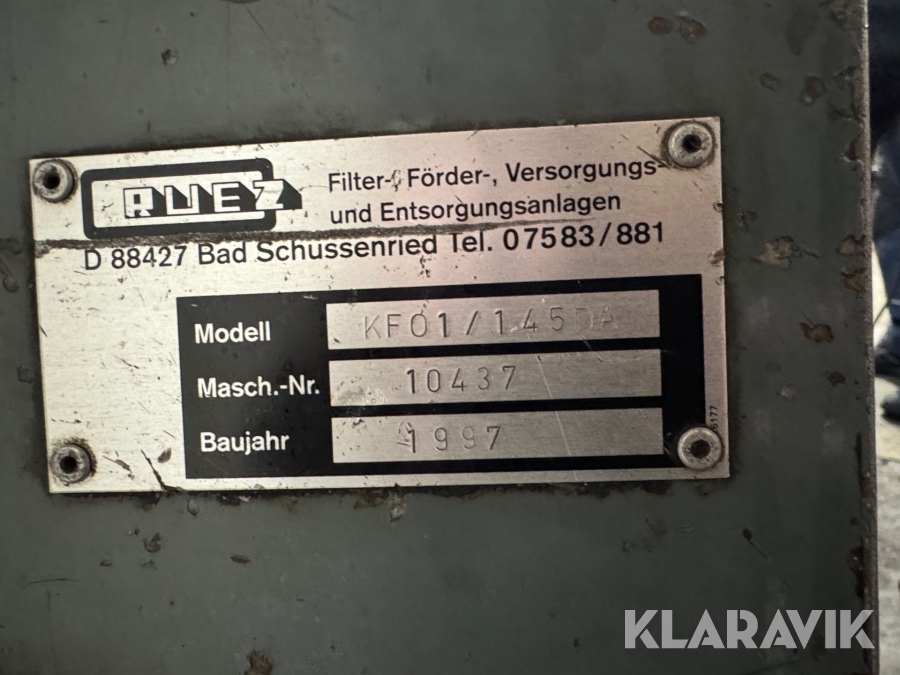 RUEZ
Filter-, Förder-, Versorgungs-
und Entsorgungsanlagen
D 88427 Bad Schussenried Tel. 07583/881
Modell KF01/145DA
Masch.-Nr. 10437
Baujahr 1997
KLARAVIK